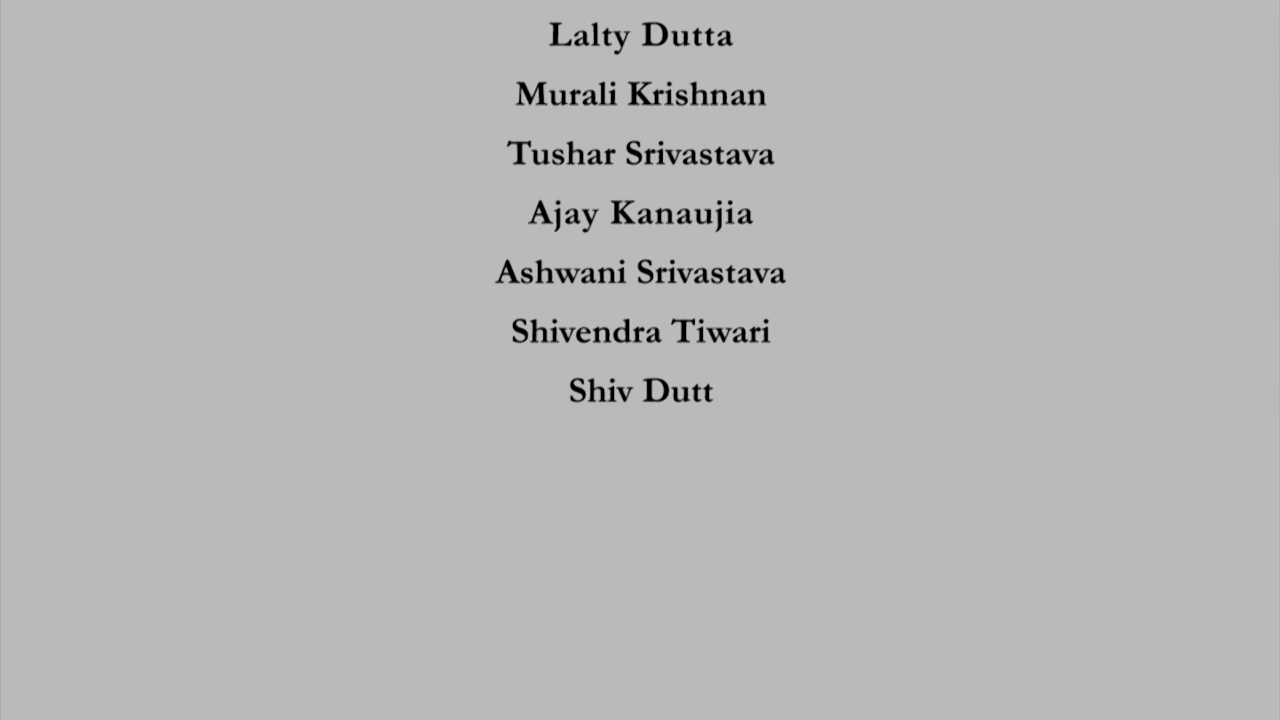 Lalty Dutta
Murali Krishnan
Tushar Srivastava
Ajay Kanaujia
Ashwani Srivastava
Shivendra Tiwari
Shiv Dutt